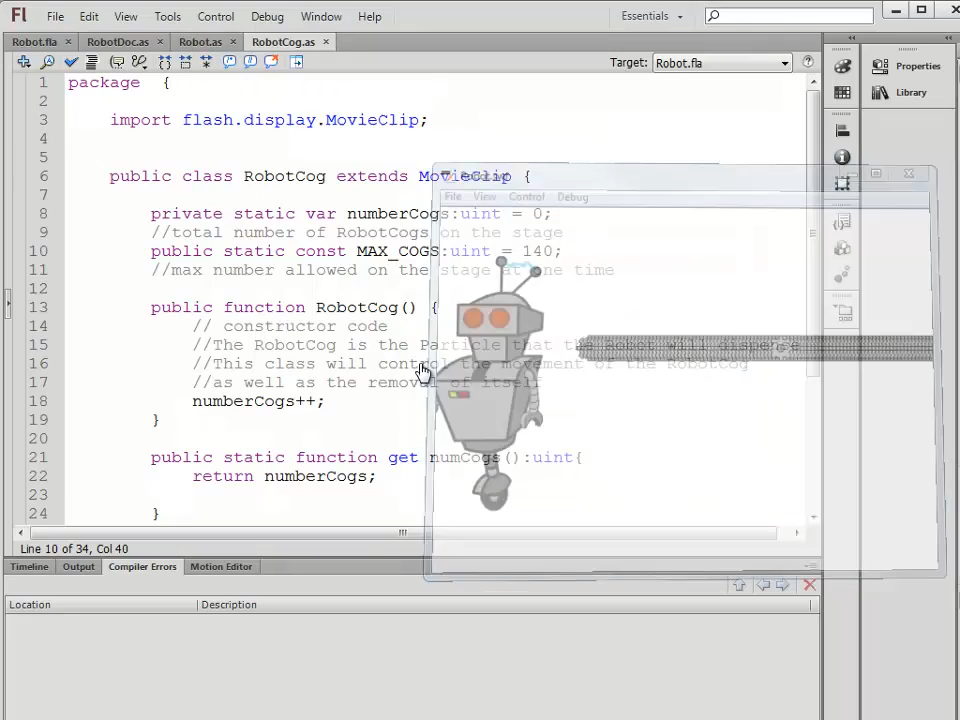 Fl File Edit View Tools Control Debug Window Help Essentials
Robot.fla × RobotDoc.as × Robot.as × RobotCog.as ×
Target: Robot.fla
Properties
Library
1 package {
2
3 import flash.display.MovieClip;
4
5
6 public class RobotCog extends MovieClip {
7
8 private static var numberCogs:uint = 0;
9 //total number of RobotCogs on the stage
10 public static const MAX_COGS:uint = 140;
11 //max number allowed on the stage at one time
12
13 public function RobotCog() {
14 // constructor code
15 //The RobotCog is the Particle that the Robot will dispense
16 //This class will control the movement of the RobotCog
17 //as well as the removal of itself
18 numberCogs++;
19 }
20
21 public static function get numCogs():uint{
22 return numberCogs;
23
24 }
File View Control Debug
Line 10 of 34, Col 40
Timeline Output Compiler Errors Motion Editor
Location Description